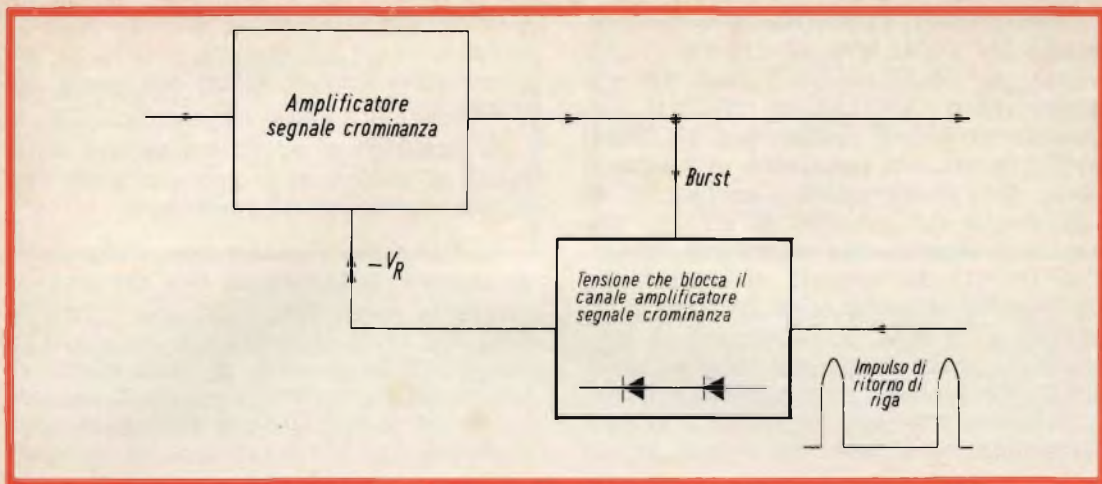 Amplificatore
segnale crominanza
Burst
−V_R
Tensione che blocca il
canale amplificatore
segnale crominanza
Impulso di
ritorno di
riga